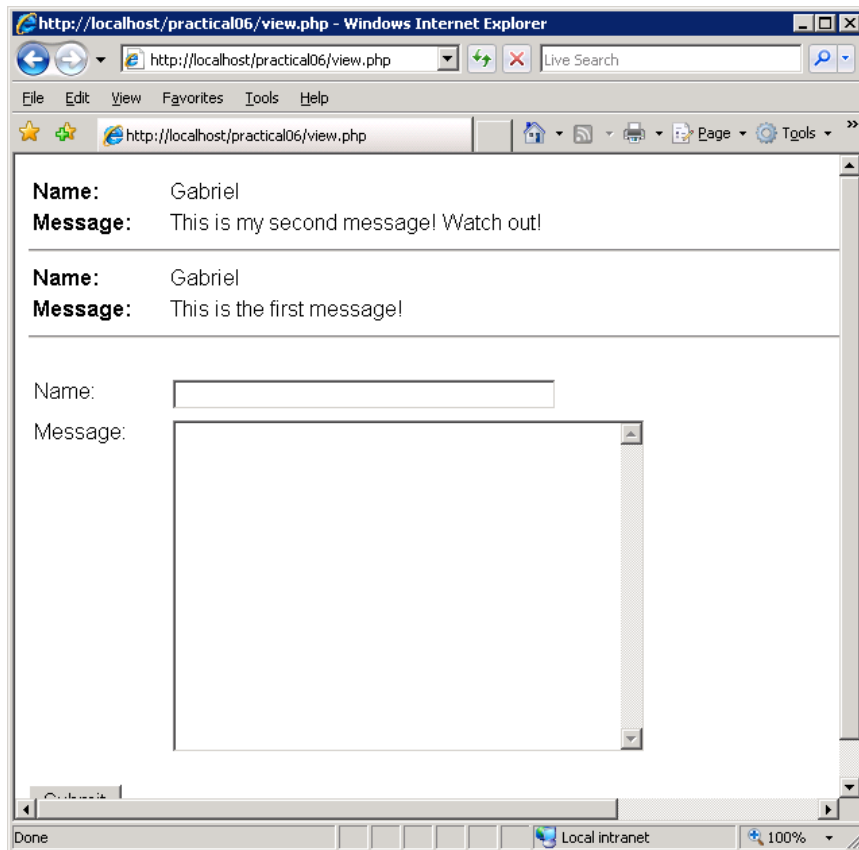 http://localhost/practical06/view.php - Windows Internet Explorer
http://localhost/practical06/view.php
Live Search
File Edit View Favorites Tools Help
http://localhost/practical06/view.php
Page Tools »
Name: Gabriel
Message: This is my second message! Watch out!
Name: Gabriel
Message: This is the first message!
Name:
Message:
Submit
Done Local intranet 100%